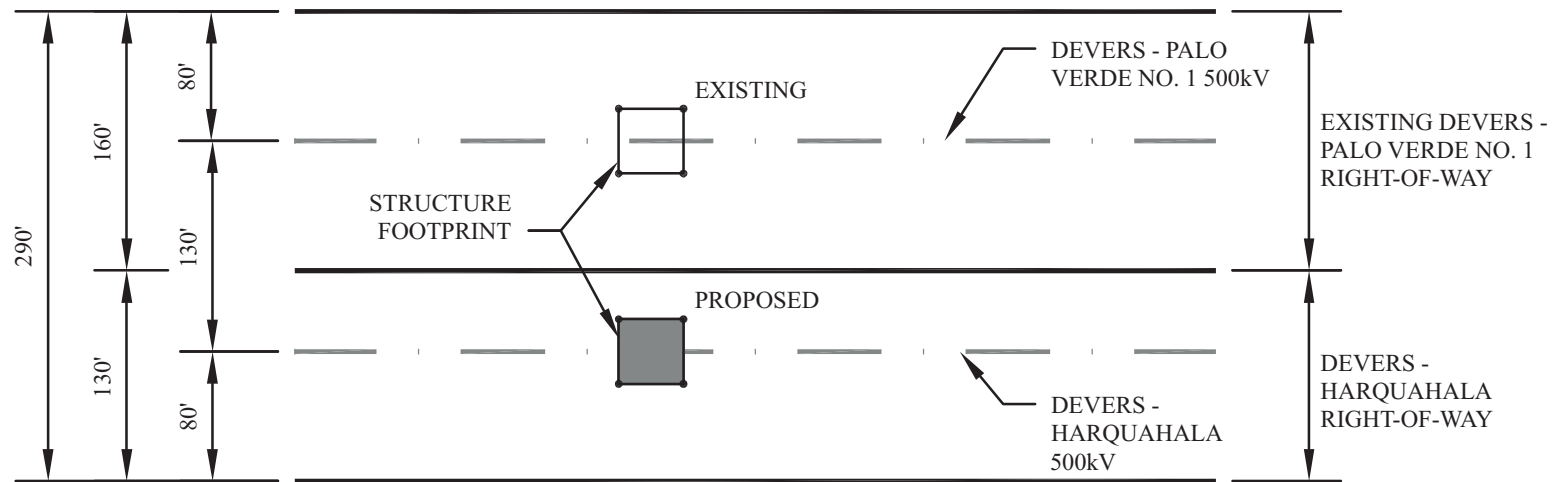 290'
160'
130'
80'
130'
80'
EXISTING
STRUCTURE
FOOTPRINT
PROPOSED
DEVERS - PALO
VERDE NO. 1 500kV
DEVERS -
HARQUAHALA
500kV
EXISTING DEVERS -
PALO VERDE NO. 1
RIGHT-OF-WAY
DEVERS -
HARQUAHALA
RIGHT-OF-WAY